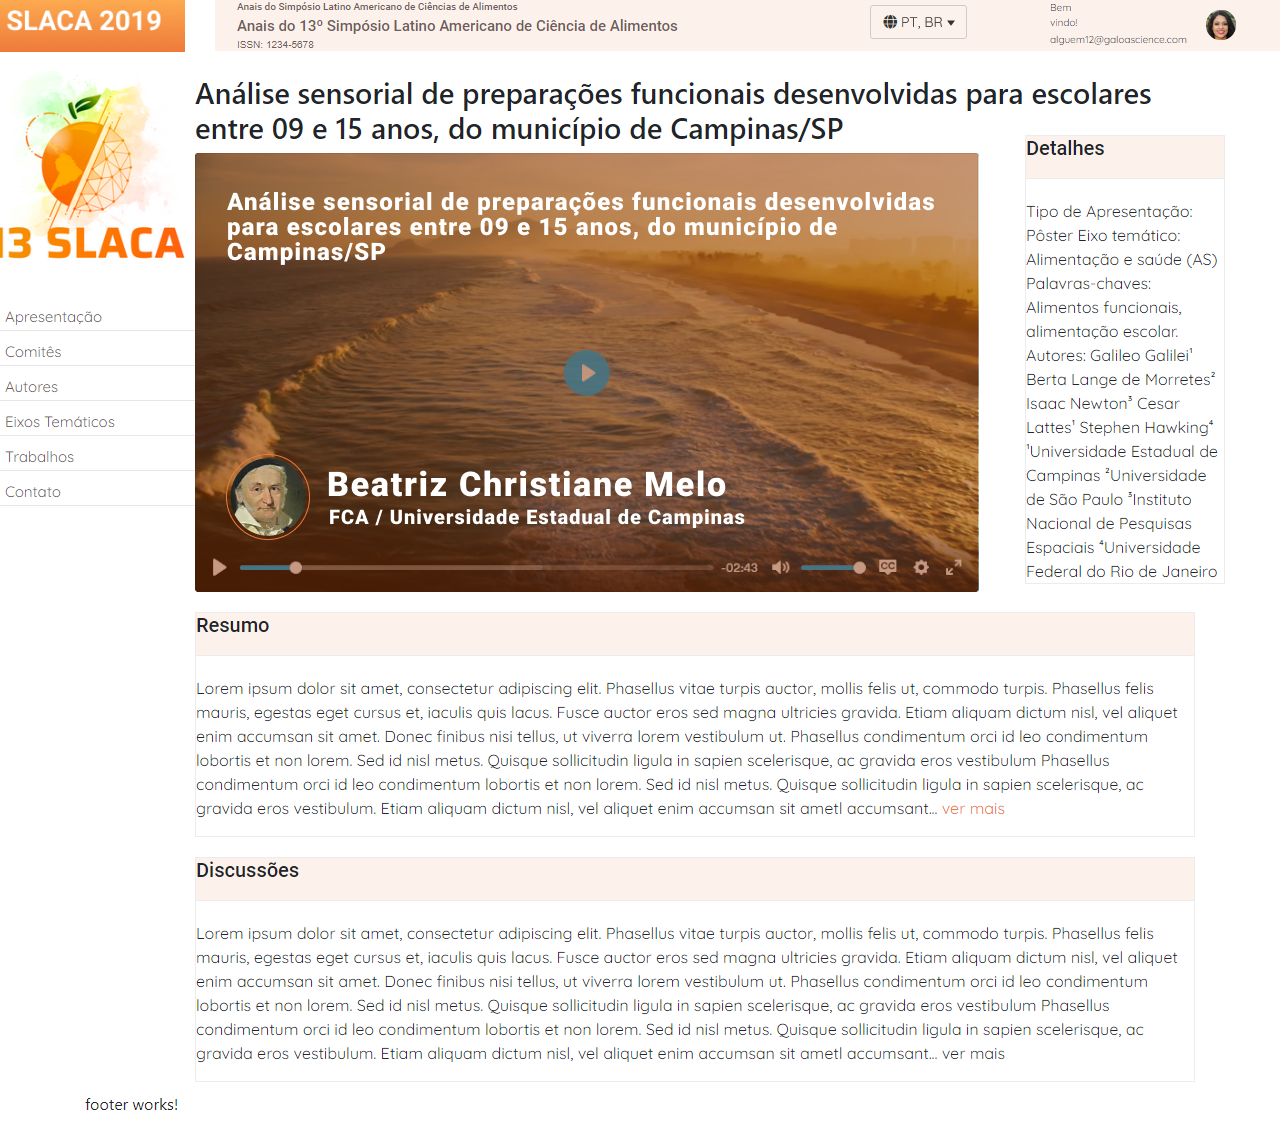 SLACA 2019
Anais do Simpósio Latino Americano de Ciências de Alimentos
Anais do 13º Simpósio Latino Americano de Ciência de Alimentos
ISSN: 1234-5678
PT, BR
Bem
vindo!
alguem12@galoascience.com
13 SLACA
Apresentação
Comitês
Autores
Eixos Temáticos
Trabalhos
Contato
Análise sensorial de preparações funcionais desenvolvidas para escolares
entre 09 e 15 anos, do município de Campinas/SP
Análise sensorial de preparações funcionais desenvolvidas
para escolares entre 09 e 15 anos, do município de
Campinas/SP
Beatriz Christiane Melo
FCA / Universidade Estadual de Campinas
-02:43
CC
Detalhes
Tipo de Apresentação:
Pôster Eixo temático:
Alimentação e saúde (AS)
Palavras-chaves:
Alimentos funcionais,
alimentação escolar.
Autores: Galileo Galilei¹
Berta Lange de Morretes²
Isaac Newton³ Cesar
Lattes¹ Stephen Hawking⁴
¹Universidade Estadual de
Campinas ²Universidade
de São Paulo ³Instituto
Nacional de Pesquisas
Espaciais ⁴Universidade
Federal do Rio de Janeiro
Resumo
Lorem ipsum dolor sit amet, consectetur adipiscing elit. Phasellus vitae turpis auctor, mollis felis ut, commodo turpis. Phasellus felis
mauris, egestas eget cursus et, iaculis quis lacus. Fusce auctor eros sed magna ultricies gravida. Etiam aliquam dictum nisl, vel aliquet
enim accumsan sit amet. Donec finibus nisi tellus, ut viverra lorem vestibulum ut. Phasellus condimentum orci id leo condimentum
lobortis et non lorem. Sed id nisl metus. Quisque sollicitudin ligula in sapien scelerisque, ac gravida eros vestibulum Phasellus
condimentum orci id leo condimentum lobortis et non lorem. Sed id nisl metus. Quisque sollicitudin ligula in sapien scelerisque, ac
gravida eros vestibulum. Etiam aliquam dictum nisl, vel aliquet enim accumsan sit ametl accumsant... ver mais
Discussões
Lorem ipsum dolor sit amet, consectetur adipiscing elit. Phasellus vitae turpis auctor, mollis felis ut, commodo turpis. Phasellus felis
mauris, egestas eget cursus et, iaculis quis lacus. Fusce auctor eros sed magna ultricies gravida. Etiam aliquam dictum nisl, vel aliquet
enim accumsan sit amet. Donec finibus nisi tellus, ut viverra lorem vestibulum ut. Phasellus condimentum orci id leo condimentum
lobortis et non lorem. Sed id nisl metus. Quisque sollicitudin ligula in sapien scelerisque, ac gravida eros vestibulum Phasellus
condimentum orci id leo condimentum lobortis et non lorem. Sed id nisl metus. Quisque sollicitudin ligula in sapien scelerisque, ac
gravida eros vestibulum. Etiam aliquam dictum nisl, vel aliquet enim accumsan sit ametl accumsant... ver mais
footer works!